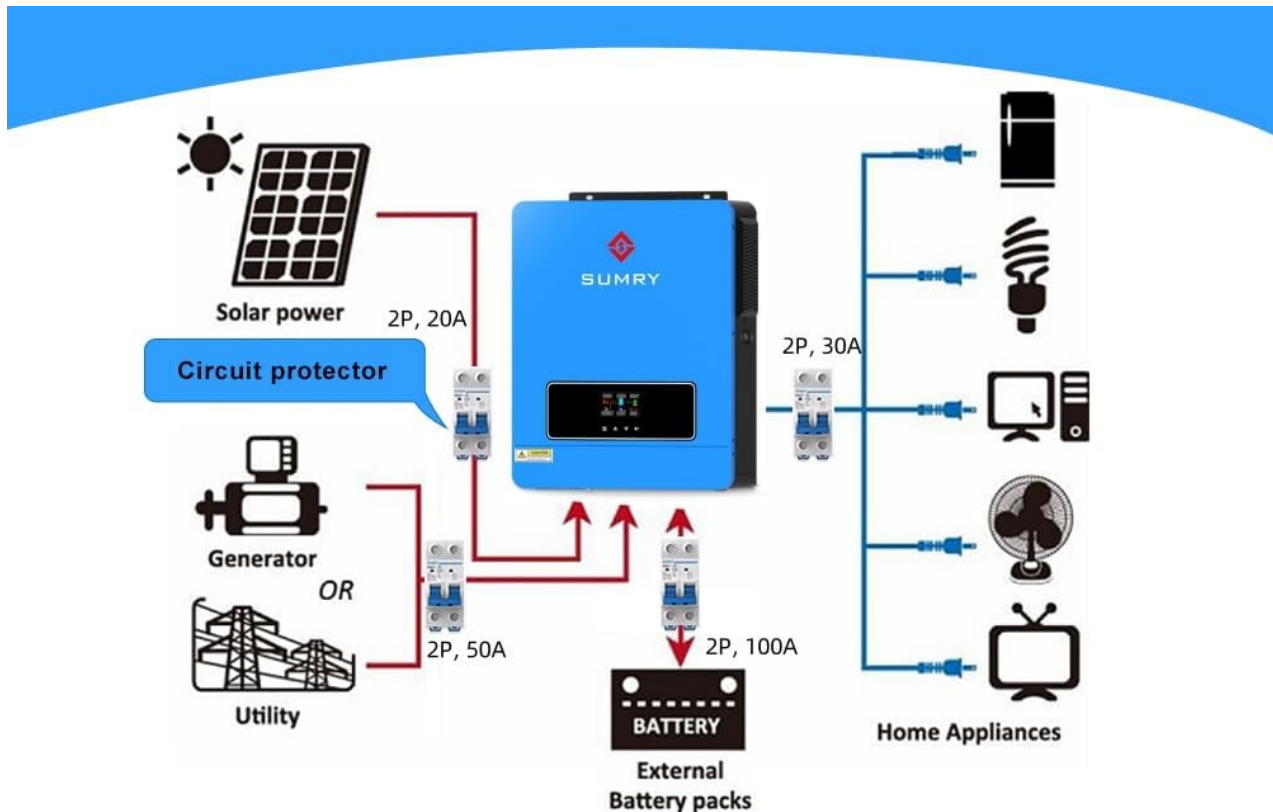 SUMRY
Solar power
2P, 20A
Circuit protector
2P, 30A
Generator
OR
2P, 50A
Utility
2P, 100A
BATTERY
External
Battery packs
Home Appliances